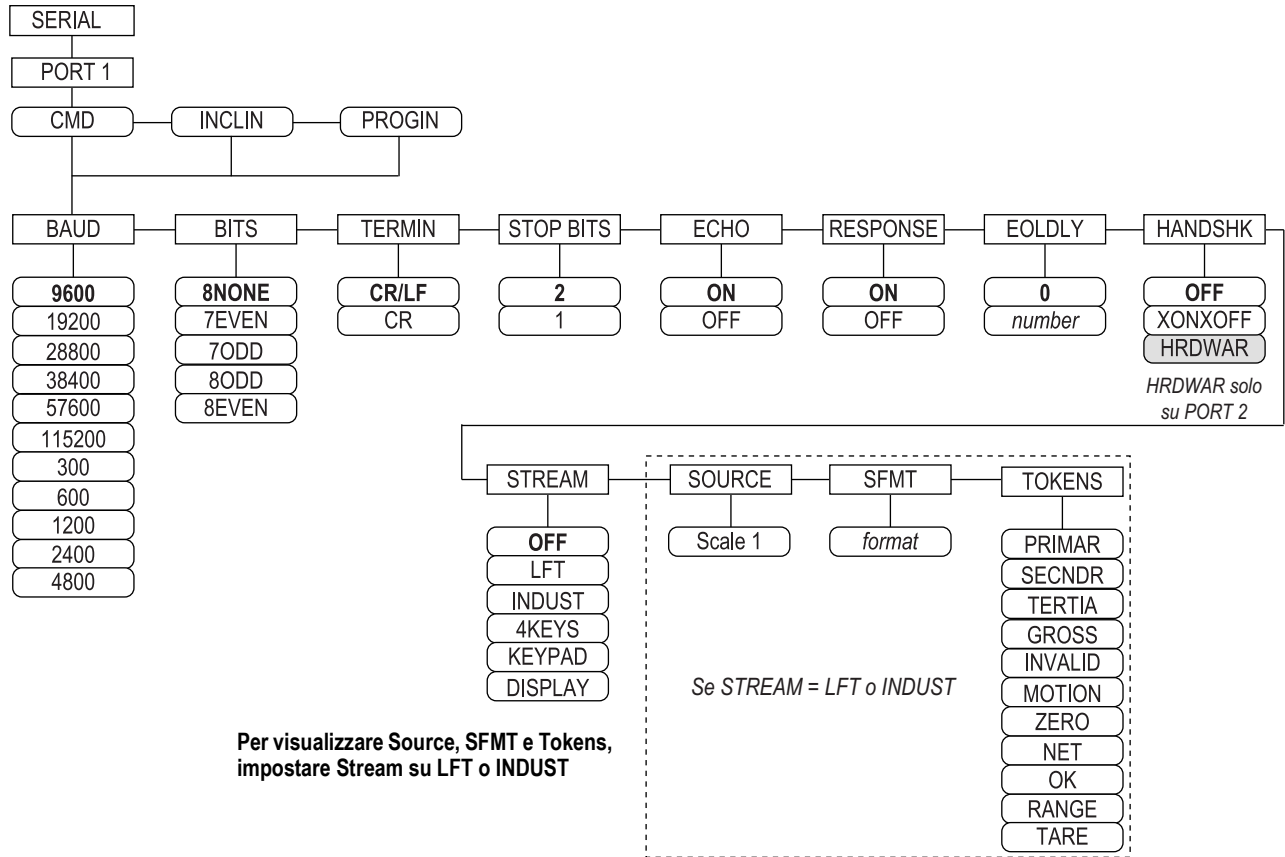 SERIAL
PORT 1
CMD
INCLIN
PROGIN
BAUD
BITS
TERMIN
STOP BITS
ECHO
RESPONSE
EOLDLY
HANDSHK
9600
19200
28800
38400
57600
115200
300
600
1200
2400
4800
8NONE
7EVEN
7ODD
8ODD
8EVEN
CR/LF
CR
2
1
ON
OFF
ON
OFF
0
number
OFF
XONXOFF
HRDWAR
HRDWAR solo
su PORT 2
STREAM
SOURCE
SFMT
TOKENS
OFF
LFT
INDUST
4KEYS
KEYPAD
DISPLAY
Scale 1
format
PRIMAR
SECNDR
TERTIA
GROSS
INVALID
MOTION
ZERO
NET
OK
RANGE
TARE
Se STREAM = LFT o INDUST
Per visualizzare Source, SFMT e Tokens,
impostare Stream su LFT o INDUST